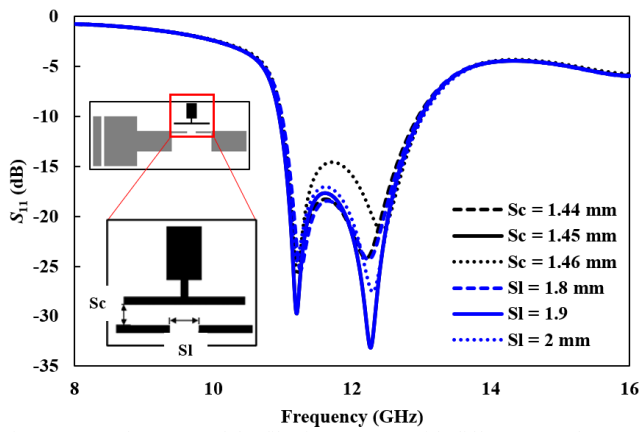 0
-5
-10
-15
-20
-25
-30
-35
S11 (dB)
Sc
Sl
Sc = 1.44 mm
Sc = 1.45 mm
Sc = 1.46 mm
Sl = 1.8 mm
Sl = 1.9
Sl = 2 mm
8 10 12 14 16
Frequency (GHz)